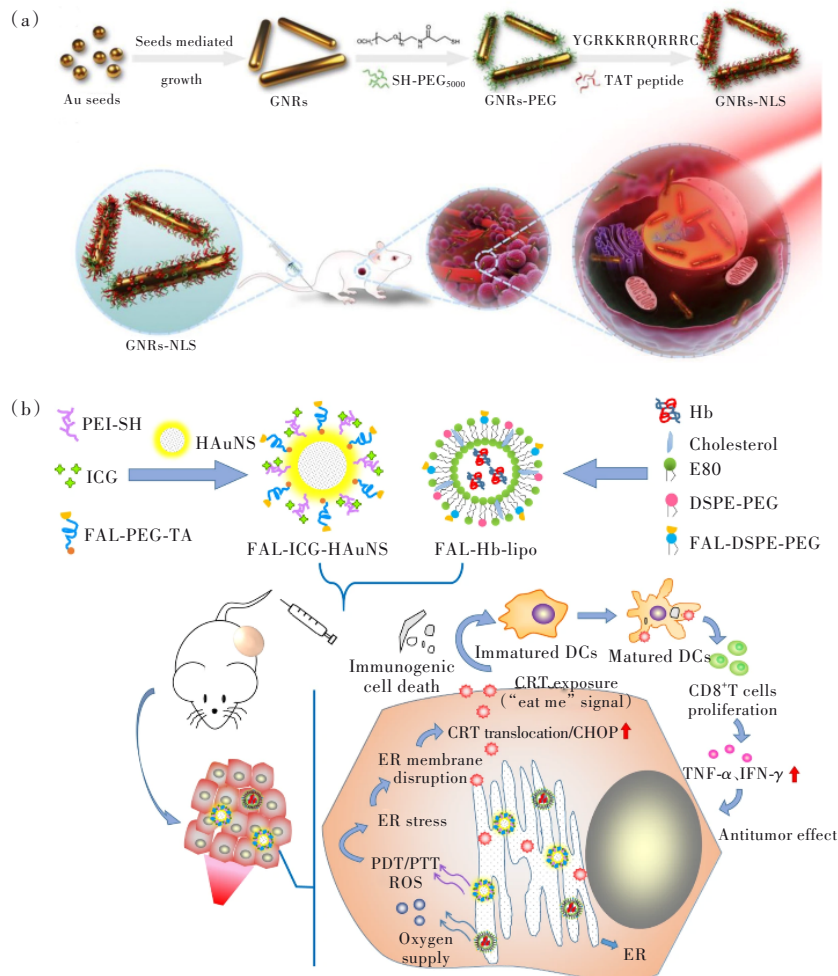 (a)
Seeds mediated
growth
Au seeds
GNRs
OCH₃
n
N
H
O
SH
SH-PEG₅₀₀₀
GNRs-PEG
YGRKKRRQRRRC
TAT peptide
GNRs-NLS
GNRs-NLS
(b)
PEI-SH
HAuNS
ICG
FAL-PEG-TA
FAL-ICG-HAuNS
FAL-Hb-lipo
Hb
Cholesterol
E80
DSPE-PEG
FAL-DSPE-PEG
Immunogenic
cell death
Immatured DCs
Matured DCs
CRT exposure
("eat me" signal)
CD8⁺T cells
proliferation
CRT translocation/CHOP
TNF-α、IFN-γ
ER membrane
disruption
ER stress
Antitumor effect
PDT/PTT
ROS
Oxygen
supply
ER